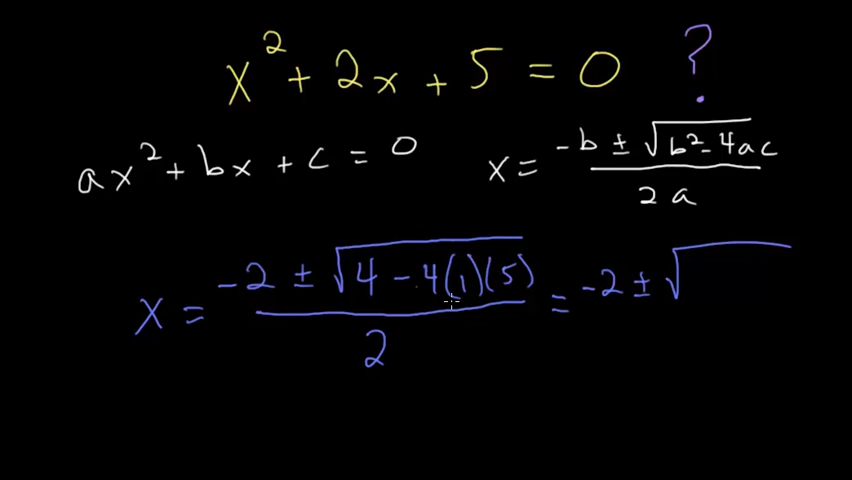 x² + 2x + 5 = 0 ?
ax² + bx + c = 0 x = (-b ± √(b² - 4ac)) / 2a
x = (-2 ± √(4 - 4(1)(5))) / 2 = -2 ± √